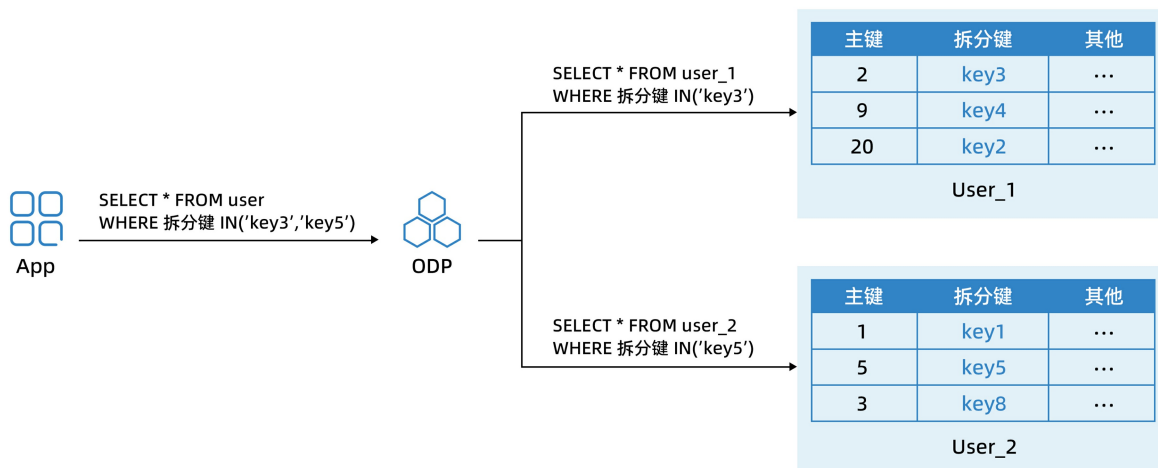 SELECT * FROM user
WHERE 拆分键 IN('key3','key5')
App
ODP
SELECT * FROM user_1
WHERE 拆分键 IN('key3')
主键 拆分键 其他
2 key3 ···
9 key4 ···
20 key2 ···
User_1
SELECT * FROM user_2
WHERE 拆分键 IN('key5')
主键 拆分键 其他
1 key1 ···
5 key5 ···
3 key8 ···
User_2